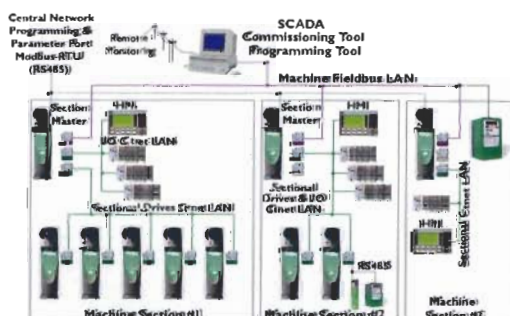 Central Network
Programming &
Parameter Port
Modbus-RTU
(RS485)
Remote
Monitoring
SCADA
Commissioning Tool
Programming Tool
Machine Fieldbus LAN
Section
Master
HMI
I/O Ctnet LAN
Sectional Drives Ctnet LAN
Machine Section #1
Section
Master
HMI
Sectional
Drives & I/O
Ctnet LAN
RS485
Machine Section #2
Sectional Ctnet LAN
HMI
Machine
Section